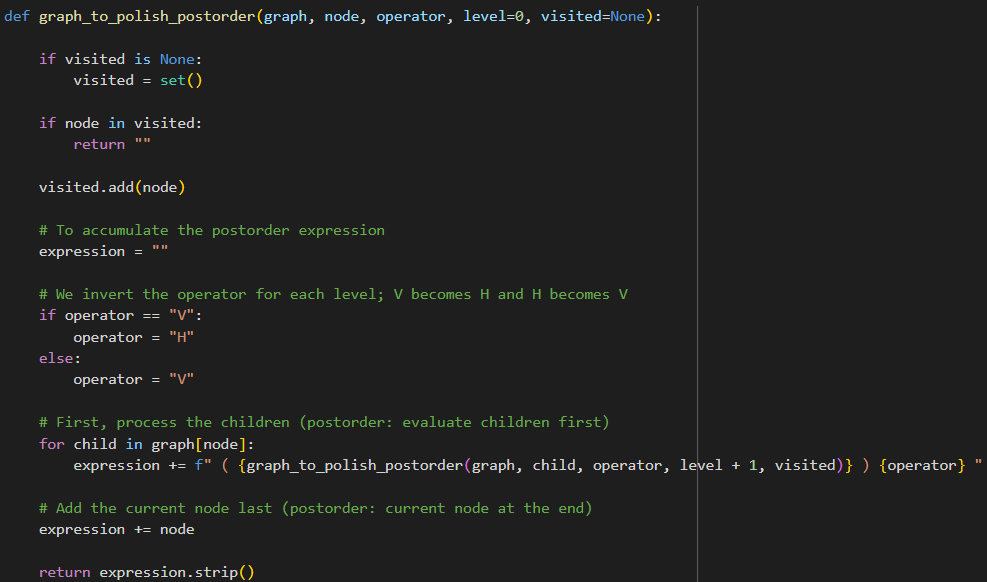 def graph_to_polish_postorder(graph, node, operator, level=0, visited=None):
    if visited is None:
        visited = set()
    if node in visited:
        return ""
    visited.add(node)
    # To accumulate the postorder expression
    expression = ""
    # We invert the operator for each level; V becomes H and H becomes V
    if operator == "V":
        operator = "H"
    else:
        operator = "V"
    # First, process the children (postorder: evaluate children first)
    for child in graph[node]:
        expression += f" ( {graph_to_polish_postorder(graph, child, operator, level + 1, visited)} ) {operator} "
    # Add the current node last (postorder: current node at the end)
    expression += node
    return expression.strip()